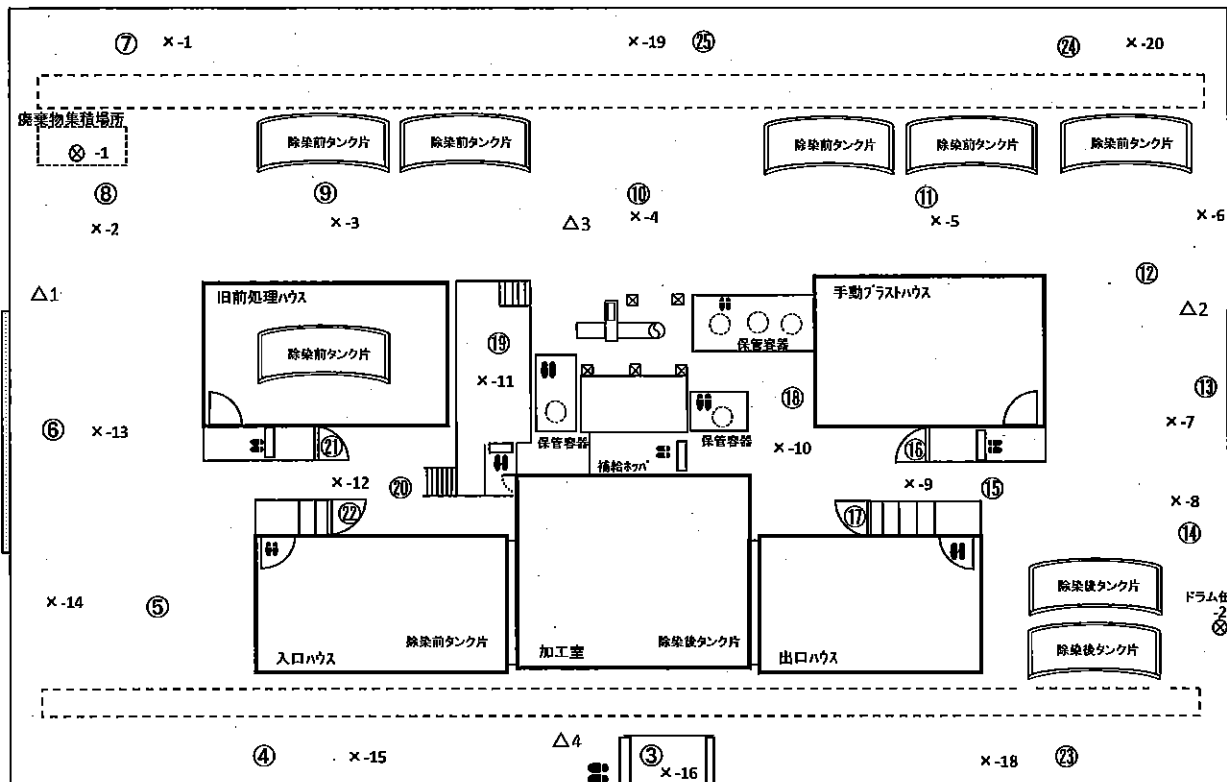 ⑦ ×-1 ×-19 ㉕ ㉔ ×-20
廃棄物集積場所
⊗ -1
除染前タンク片 除染前タンク片 除染前タンク片 除染前タンク片 除染前タンク片
⑧ ⑨ ⑩ ⑪
×-2 ×-3 △3 ×-4 ×-5 ×-6
⑫
△1 旧前処理ハウス 手動ブラストハウス △2
保管容器
除染前タンク片 ⑲
×-11 ⑱ ⑬
⑥ ×-13 保管容器 保管容器 ×-7
㉑ ×-10 ⑯
補給ホッパ
×-12 ⑳ ×-9 ⑮
×-8
㉒ ⑰ ⑭
除染後タンク片
×-14 ⑤ ドラム缶
-2
⊗
除染前タンク片 除染後タンク片 除染後タンク片
入口ハウス 加工室 出口ハウス
④ ×-15 △4 ③ ×-16 ×-18 ㉓